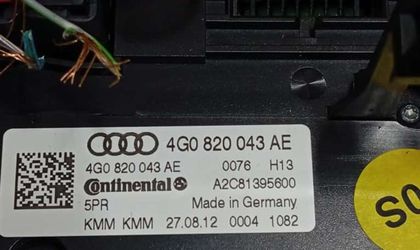 4G0 820 043 AE
4G0 820 043 AE 0076 H13
Continental A2C81395600
5PR Made in Germany
KMM KMM 27.08.12 0004 1082